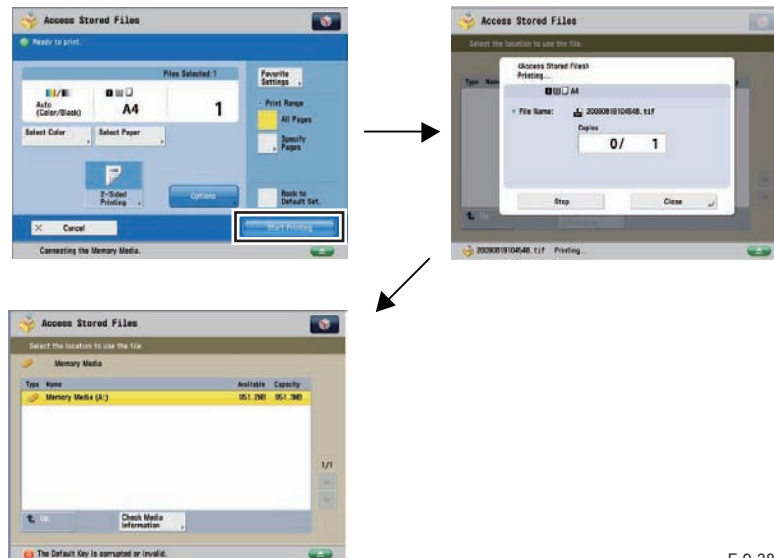 Access Stored Files
Ready to print.
Files Selected: 1
Auto
(Color/Black)
A4
1
Select Color
Select Paper
2-Sided
Printing
Options
Favorite
Settings
Print Range
All Pages
Specify
Pages
Back to
Default Set.
Cancel
Start Printing
Connecting the Memory Media.
Access Stored Files
Select the location to use the file.
Type Name
<Access Stored Files>
Printing...
A4
File Name: 20090819104548.tif
Copies
0/ 1
Stop
Close
Up
20090819104548.tif Printing...
Access Stored Files
Select the location to use the file.
Memory Media
Type Name Available Capacity
Memory Media (A:) 951.2MB 951.3MB
1/1
Up
Check Media
Information
The Default Key is corrupted or invalid.